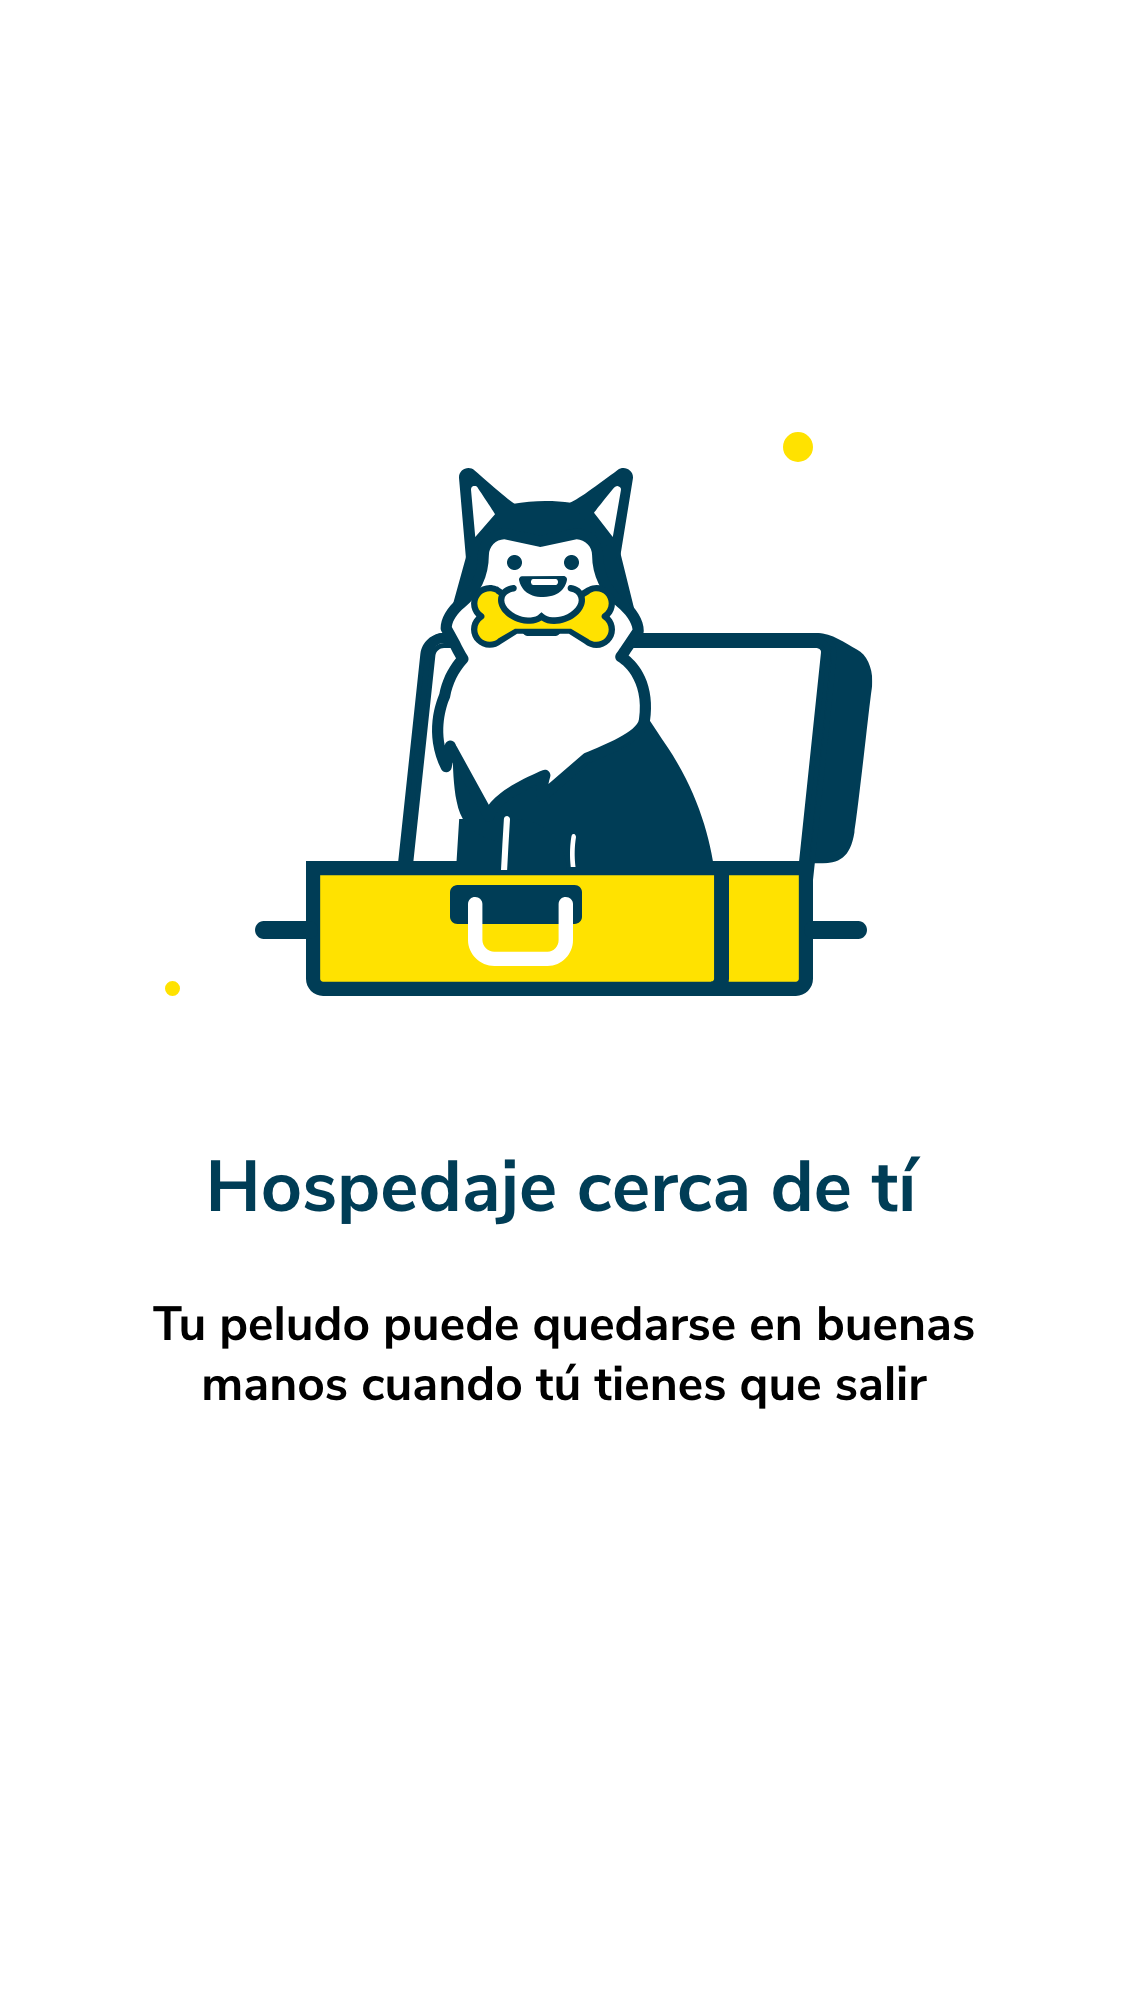 Hospedaje cerca de tí
Tu peludo puede quedarse en buenas
manos cuando tú tienes que salir